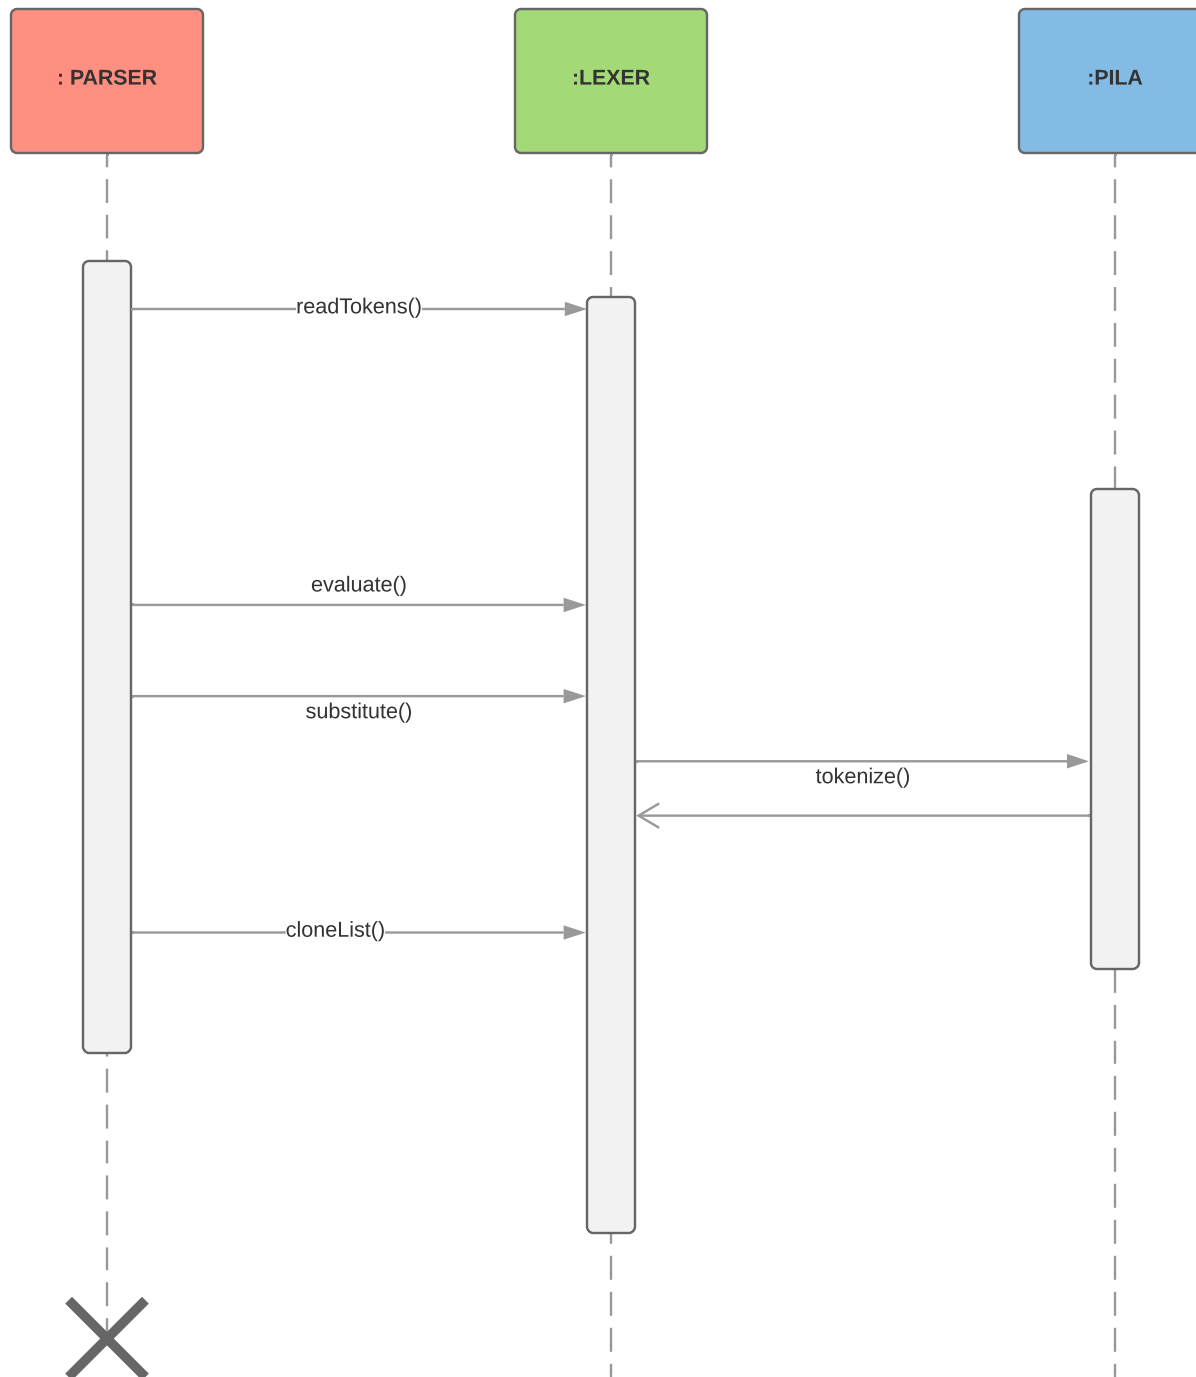 : PARSER
:LEXER
:PILA
readTokens()
evaluate()
substitute()
tokenize()
cloneList()